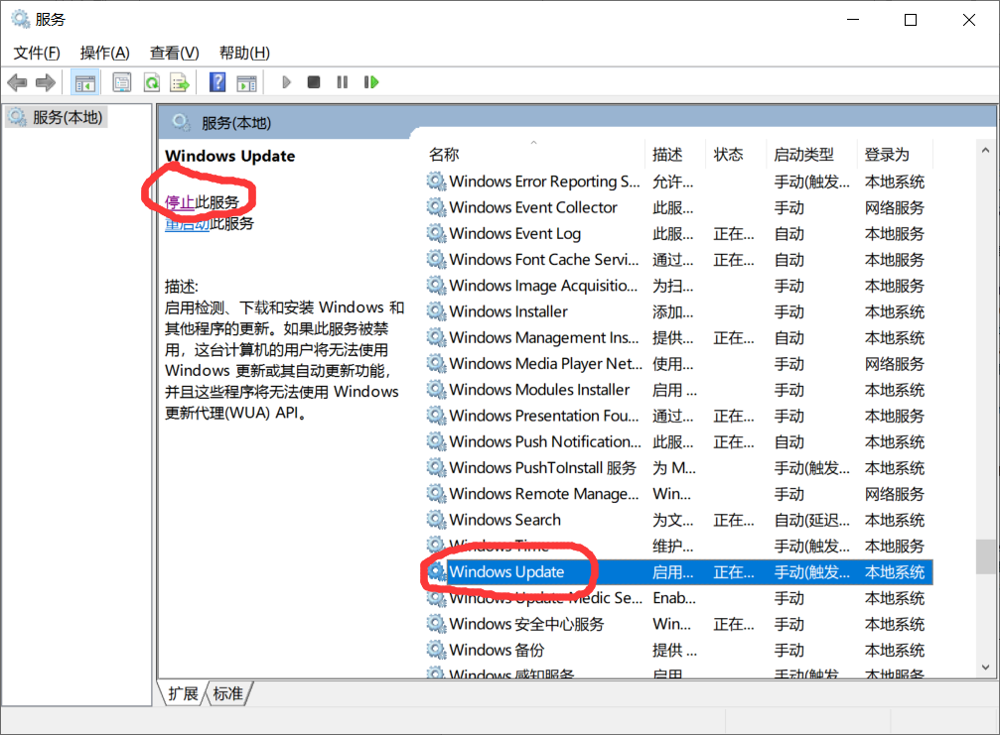 服务
文件(F) 操作(A) 查看(V) 帮助(H)
服务(本地)
服务(本地)
Windows Update
停止此服务
重启动此服务
描述:
启用检测、下载和安装 Windows 和
其他程序的更新。如果此服务被禁
用，这台计算机的用户将无法使用
Windows 更新或其自动更新功能，
并且这些程序将无法使用 Windows
更新代理(WUA) API。
名称 描述 状态 启动类型 登录为
Windows Error Reporting S... 允许... 手动(触发... 本地系统
Windows Event Collector 此服... 手动 网络服务
Windows Event Log 此服... 正在... 自动 本地服务
Windows Font Cache Servi... 通过... 正在... 自动 本地服务
Windows Image Acquisitio... 为扫... 手动 本地服务
Windows Installer 添加... 手动 本地系统
Windows Management Ins... 提供... 正在... 自动 本地系统
Windows Media Player Net... 使用... 手动 网络服务
Windows Modules Installer 启用 ... 手动 本地系统
Windows Presentation Fou... 通过... 正在... 手动 本地服务
Windows Push Notification... 此服... 正在... 自动 本地系统
Windows PushToInstall 服务 为 M... 手动(触发... 本地系统
Windows Remote Manage... Win... 手动 网络服务
Windows Search 为文... 正在... 自动(延迟... 本地系统
Windows Time 维护... 手动(触发... 本地服务
Windows Update 启用... 正在... 手动(触发... 本地系统
Windows Update Medic Se... Enab... 手动 本地系统
Windows 安全中心服务 Win... 正在... 手动 本地系统
Windows 备份 提供 ... 手动 本地系统
Windows 感知服务 启用... 手动(触发... 本地服务
扩展 标准